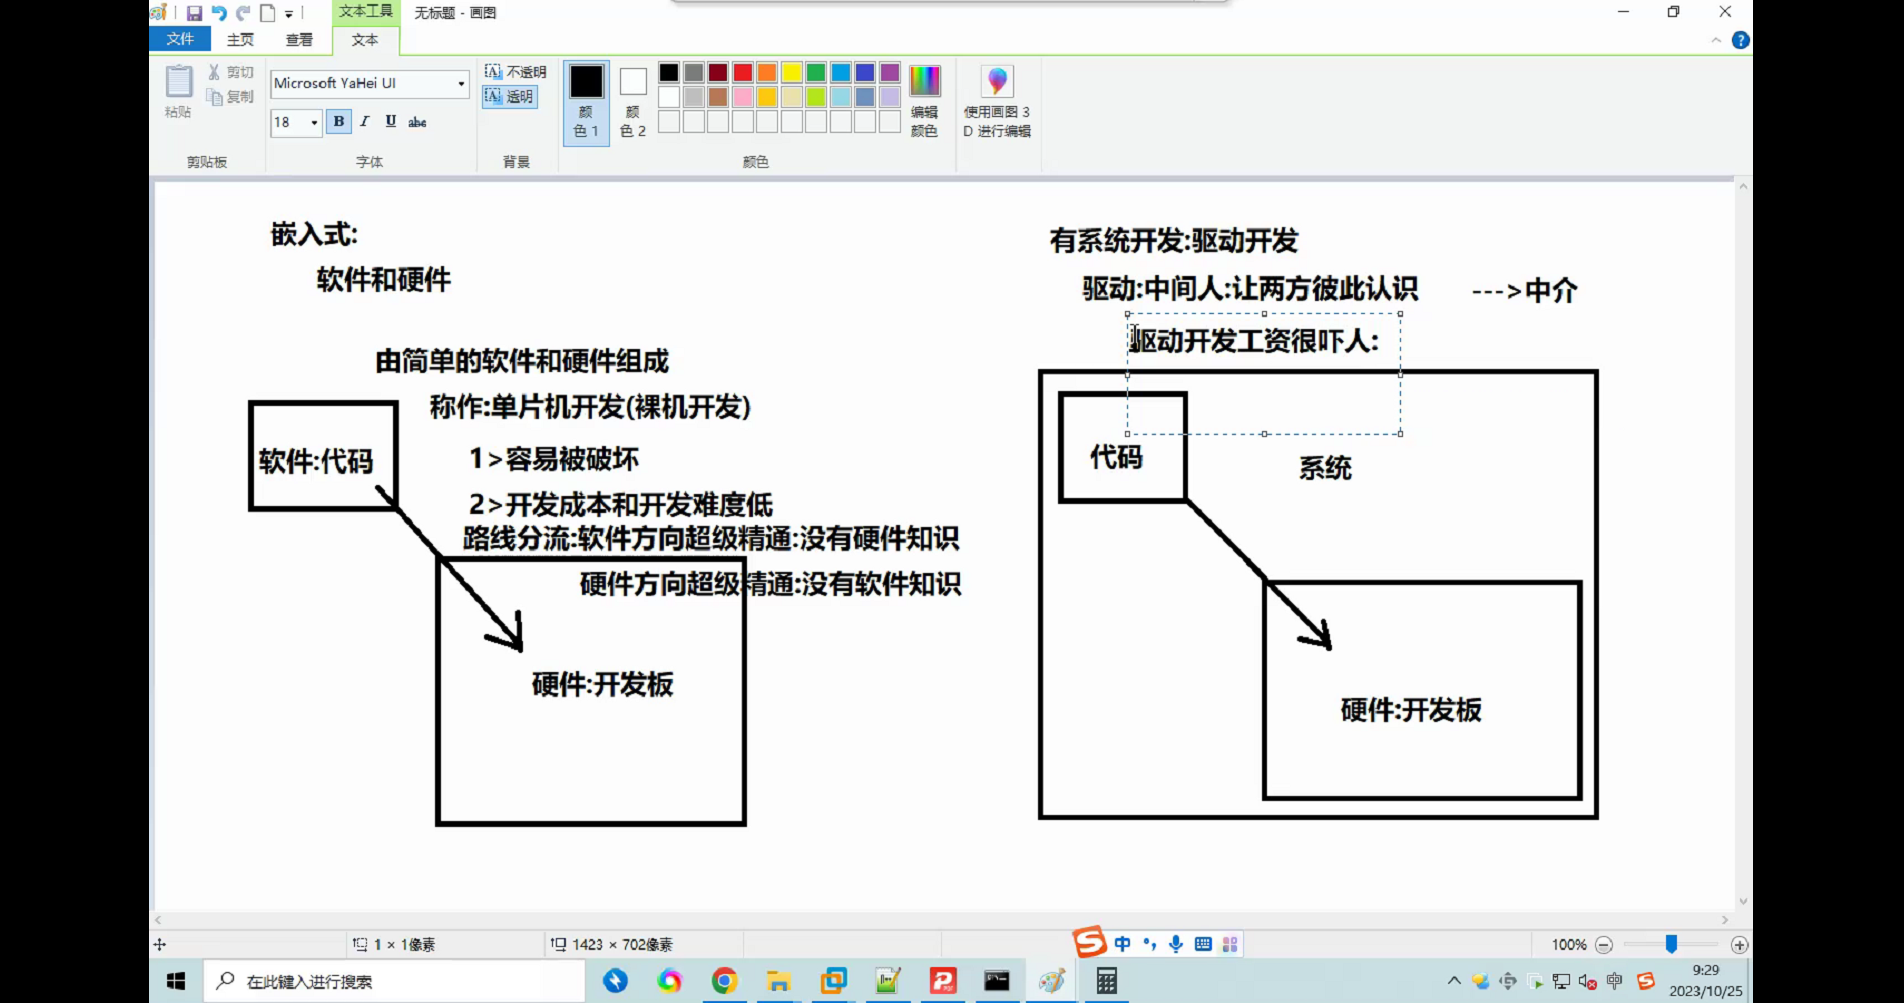 文本工具
无标题 - 画图
文件
主页
查看
文本
粘贴
剪切
复制
剪贴板
Microsoft YaHei UI
18
B
I
U
abc
字体
不透明
透明
背景
颜
色 1
颜
色 2
颜色
编辑
颜色
使用画图 3
D 进行编辑
嵌入式:
软件和硬件
由简单的软件和硬件组成
称作:单片机开发(裸机开发)
软件:代码
1>容易被破坏
2>开发成本和开发难度低
路线分流:软件方向超级精通:没有硬件知识
硬件方向超级精通:没有软件知识
硬件:开发板
有系统开发:驱动开发
驱动:中间人:让两方彼此认识
--->中介
驱动开发工资很吓人:
代码
系统
硬件:开发板
1 × 1像素
1423 × 702像素
中
100%
在此键入进行搜索
中
9:29
2023/10/25